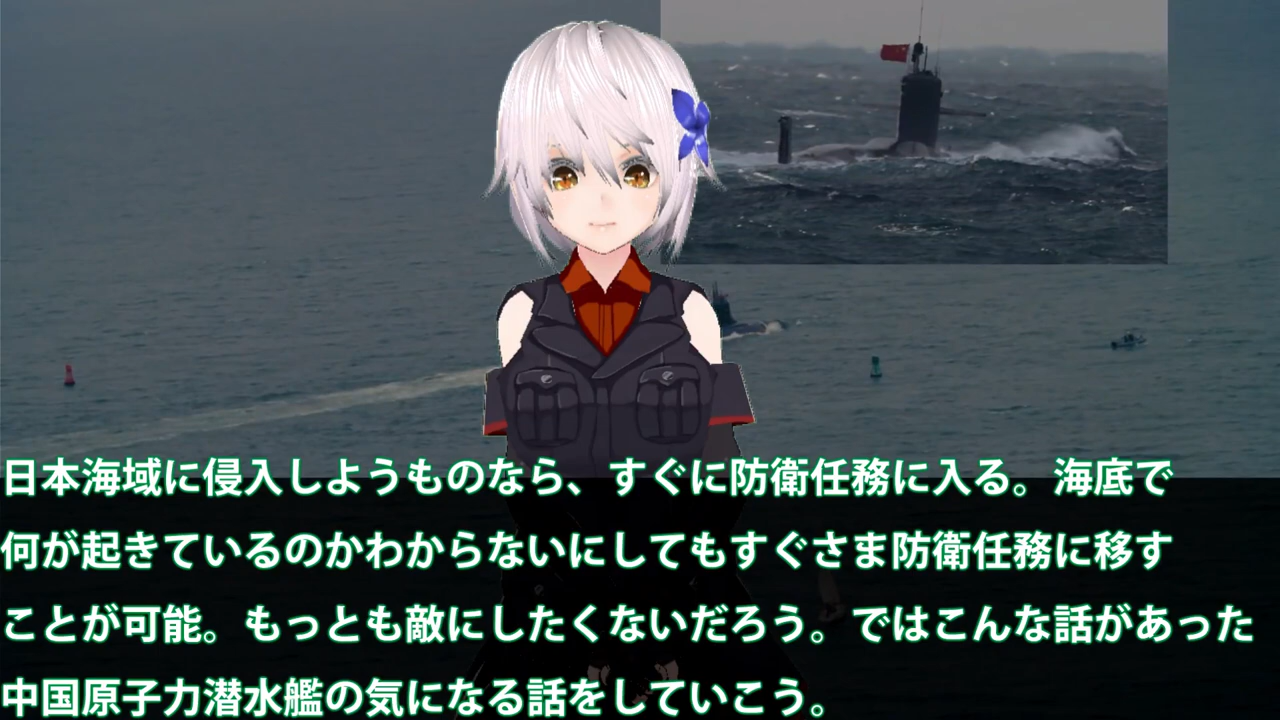 日本海域に侵入しようものなら、すぐに防衛任務に入る。海底で
何が起きているのかわからないにしてもすぐさま防衛任務に移す
ことが可能。もっとも敵にしたくないだろう。ではこんな話があった
中国原子力潜水艦の気になる話をしていこう。